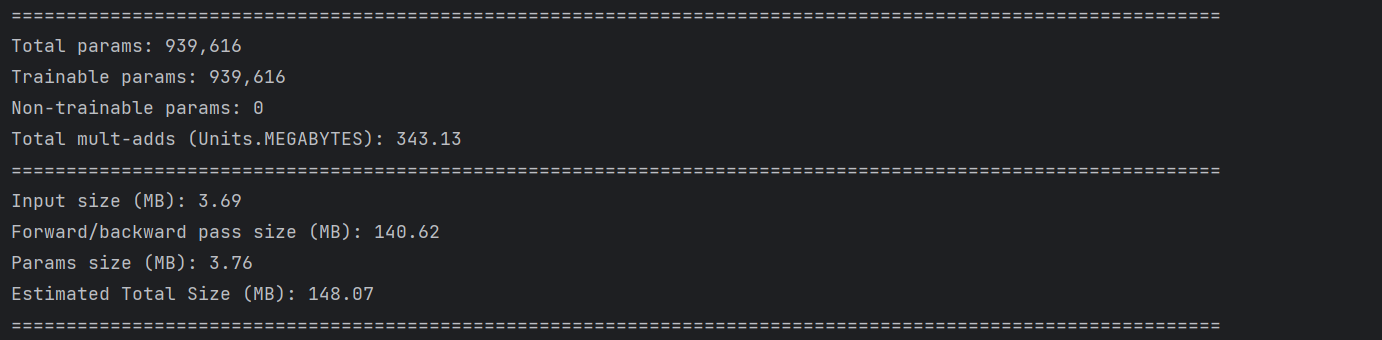 ==============================================================================================================
Total params: 939,616
Trainable params: 939,616
Non-trainable params: 0
Total mult-adds (Units.MEGABYTES): 343.13
==============================================================================================================
Input size (MB): 3.69
Forward/backward pass size (MB): 140.62
Params size (MB): 3.76
Estimated Total Size (MB): 148.07
==============================================================================================================